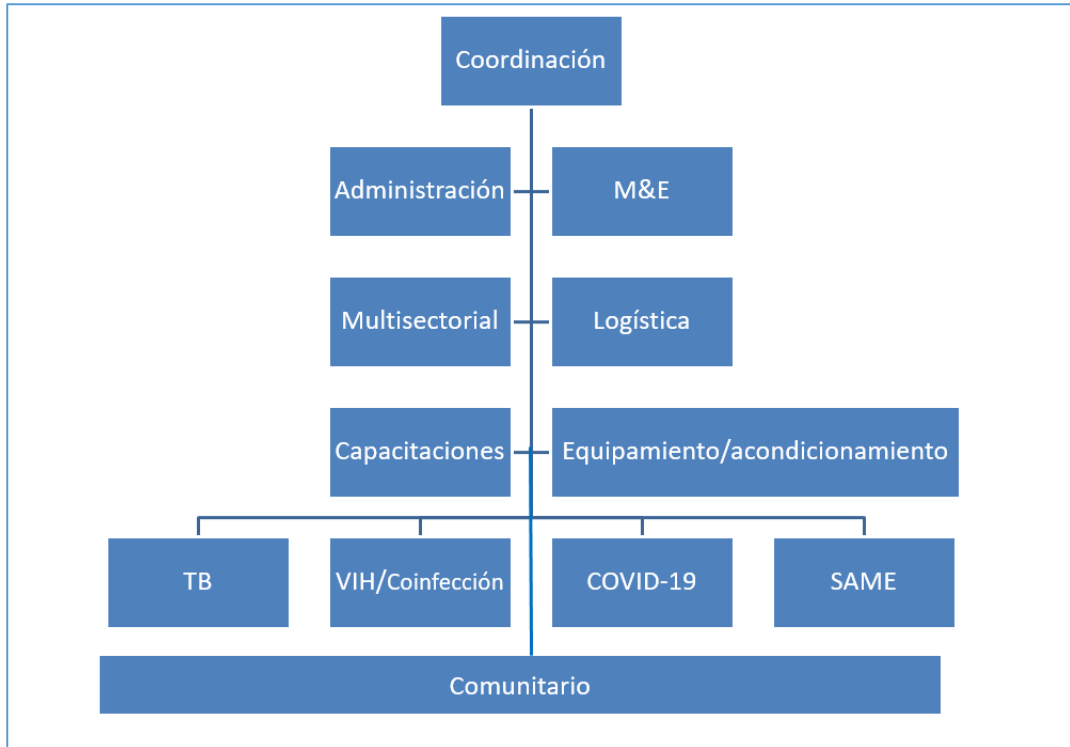 Coordinación
Administración
M&E
Multisectorial
Logística
Capacitaciones
Equipamiento/acondicionamiento
TB
VIH/Coinfección
COVID-19
SAME
Comunitario